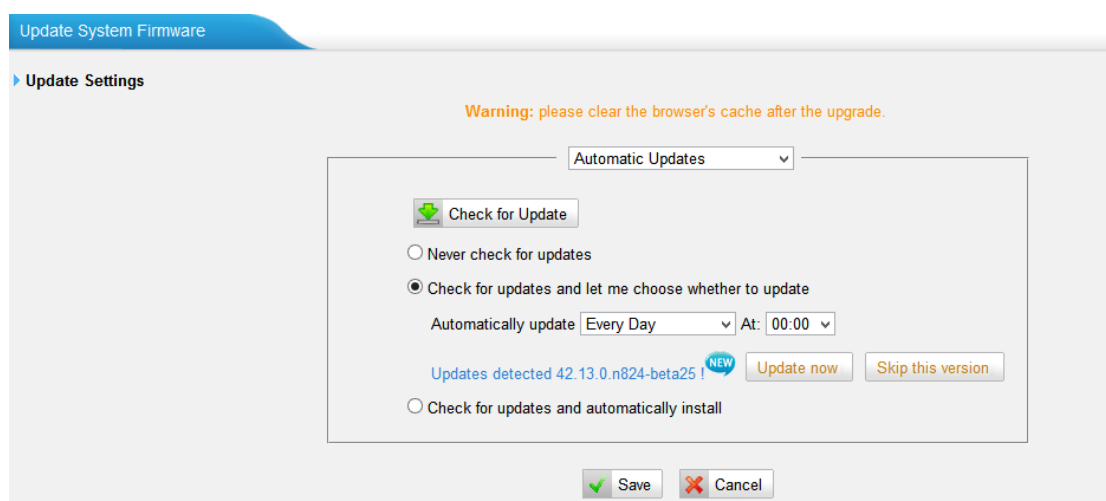 Update System Firmware
Update Settings
Warning: please clear the browser's cache after the upgrade.
Automatic Updates
Check for Update
Never check for updates
Check for updates and let me choose whether to update
Automatically update Every Day At: 00:00
Updates detected 42.13.0.n824-beta25 ! NEW Update now Skip this version
Check for updates and automatically install
Save Cancel